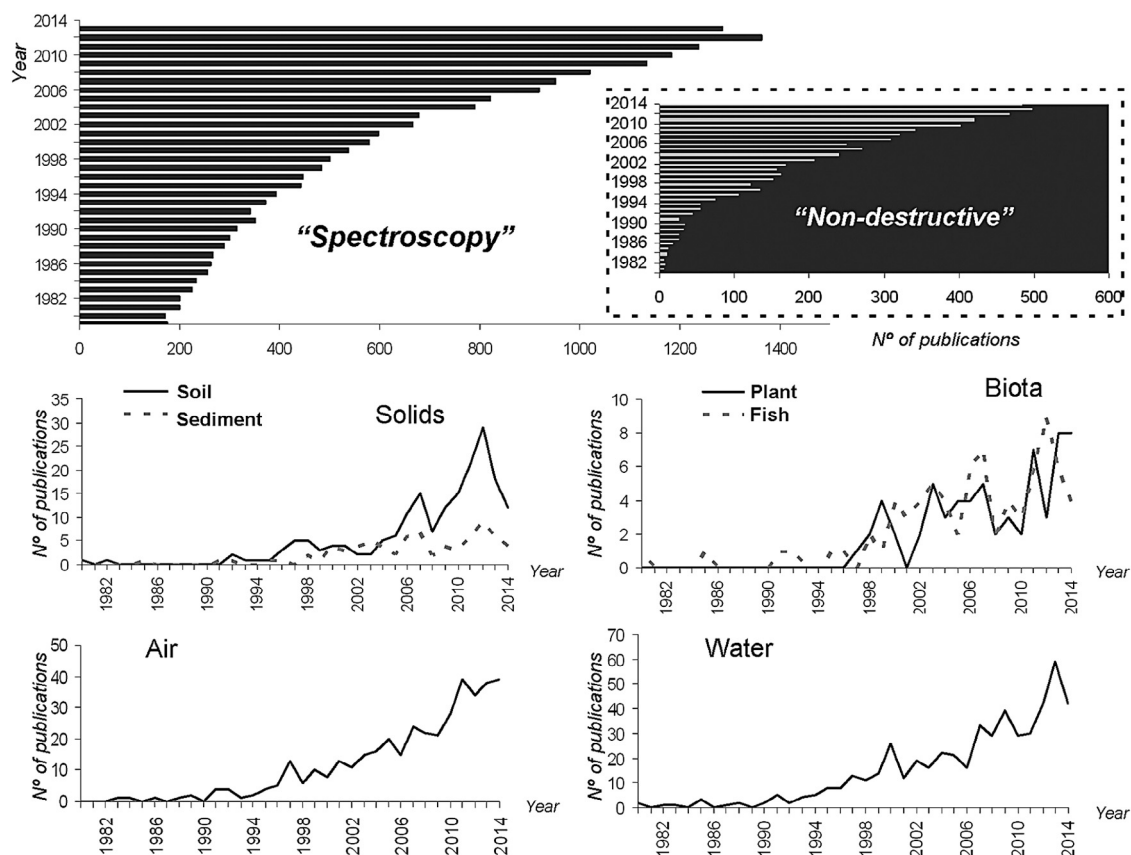 Year
2014
2010
2006
2002
1998
1994
1990
1986
1982
0 200 400 600 800 1000 1200 1400
"Spectroscopy"
2014
2010
2006
2002
1998
1994
1990
1986
1982
0 100 200 300 400 500 600
"Non-destructive"
Nº of publications
Soil
Sediment
Solids
Nº of publications
35
30
25
20
15
10
5
0
1982 1986 1990 1994 1998 2002 2006 2010 2014
Year
Plant
Fish
Biota
Nº of publications
10
8
6
4
2
0
1982 1986 1990 1994 1998 2002 2006 2010 2014
Year
Air
Nº of publications
50
40
30
20
10
0
1982 1986 1990 1994 1998 2002 2006 2010 2014
Year
Water
Nº of publications
70
60
50
40
30
20
10
0
1982 1986 1990 1994 1998 2002 2006 2010 2014
Year